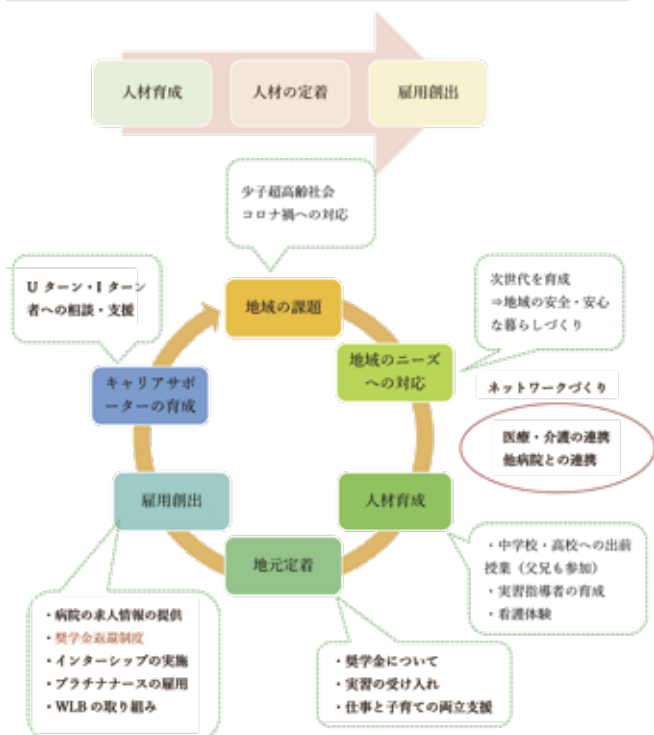 人材育成
人材の定着
雇用創出
少子超高齢社会
コロナ禍への対応
地域の課題
Uターン・Iターン
者への相談・支援
次世代を育成
⇒地域の安全・安心
な暮らしづくり
地域のニーズ
への対応
キャリアサポ
ーターの育成
ネットワークづくり
医療・介護の連携
他病院との連携
雇用創出
人材育成
地元定着
・中学校・高校への出前
授業（父兄も参加）
・実習指導者の育成
・看護体験
・病院の求人情報の提供
・奨学金返還制度
・インターシップの実施
・プラチナナースの雇用
・WLBの取り組み
・奨学金について
・実習の受け入れ
・仕事と子育ての両立支援